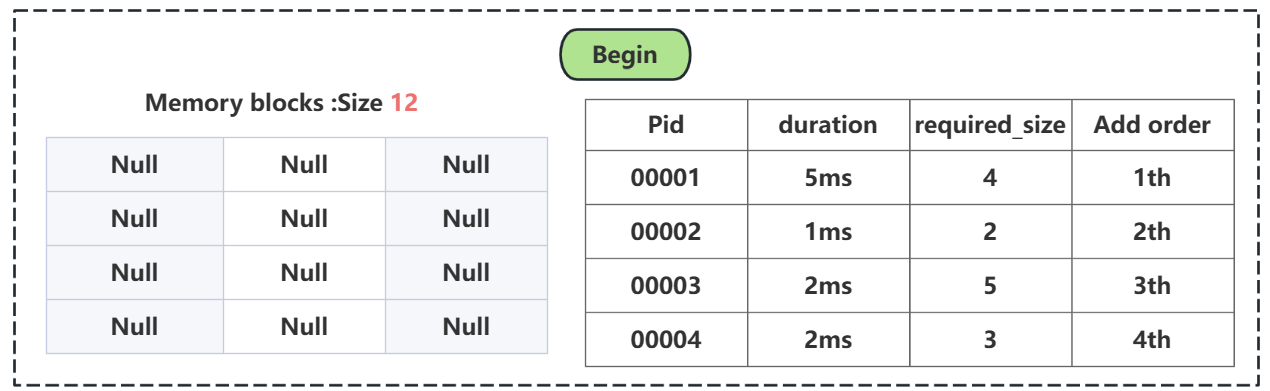 Begin
Memory blocks :Size 12
Null Null Null
Null Null Null
Null Null Null
Null Null Null
Pid duration required_size Add order
00001 5ms 4 1th
00002 1ms 2 2th
00003 2ms 5 3th
00004 2ms 3 4th